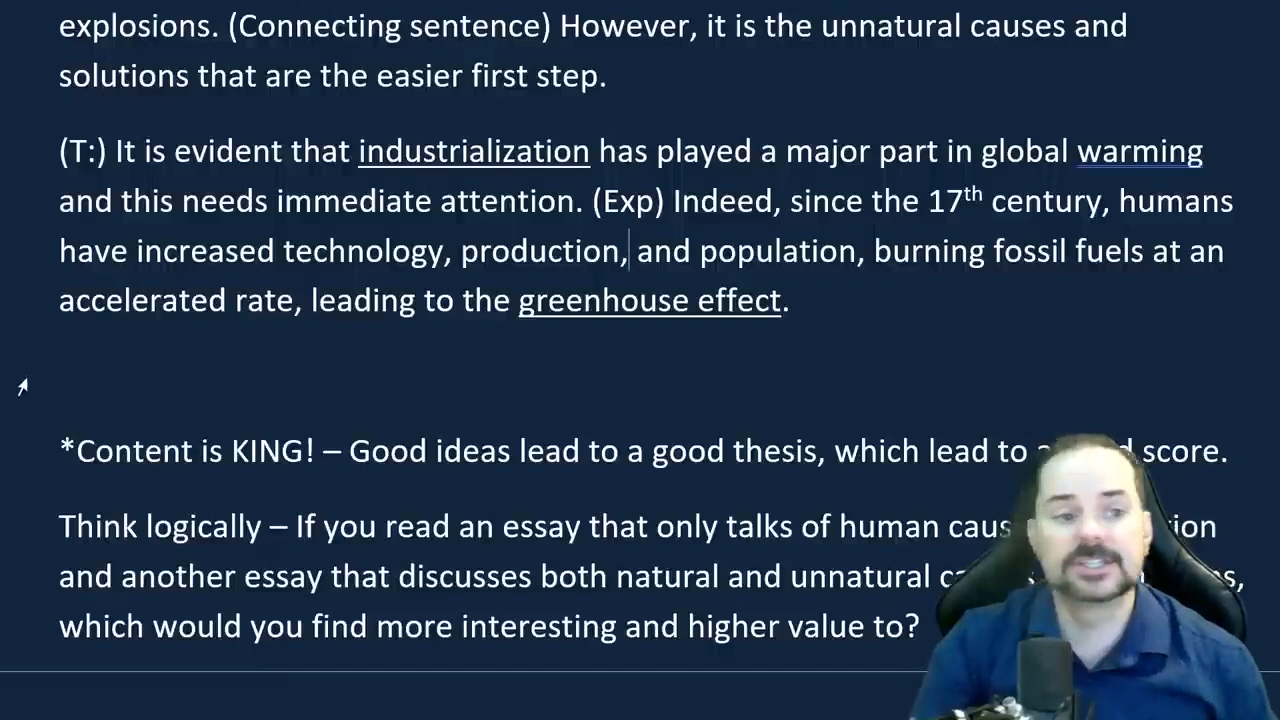 explosions. (Connecting sentence) However, it is the unnatural causes and
solutions that are the easier first step.
(T:) It is evident that industrialization has played a major part in global warming
and this needs immediate attention. (Exp) Indeed, since the 17th century, humans
have increased technology, production, and population, burning fossil fuels at an
accelerated rate, leading to the greenhouse effect.
*Content is KING! – Good ideas lead to a good thesis, which lead to score.
Think logically – If you read an essay that only talks of human
and another essay that discusses both natural and unnatural
which would you find more interesting and higher value to?